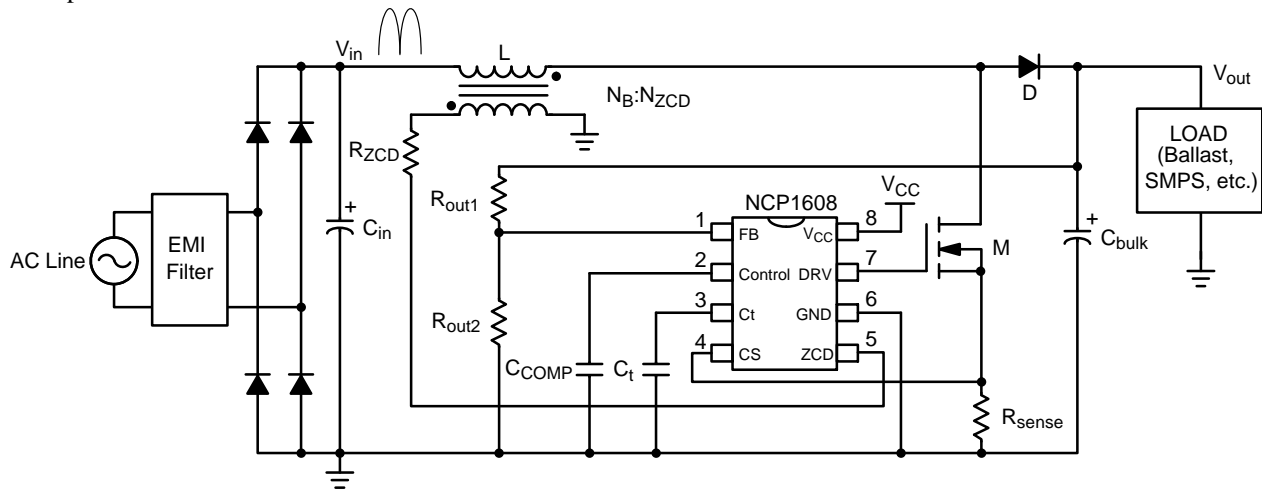 V_in
L
N_B:N_ZCD
D
V_out
LOAD
(Ballast,
SMPS, etc.)
R_ZCD
R_out1
V_CC
NCP1608
1
FB
V_CC
8
2
Control
DRV
7
3
Ct
GND
6
4
CS
ZCD
5
M
+
C_bulk
AC Line
EMI
Filter
+
C_in
R_out2
C_COMP
C_t
R_sense